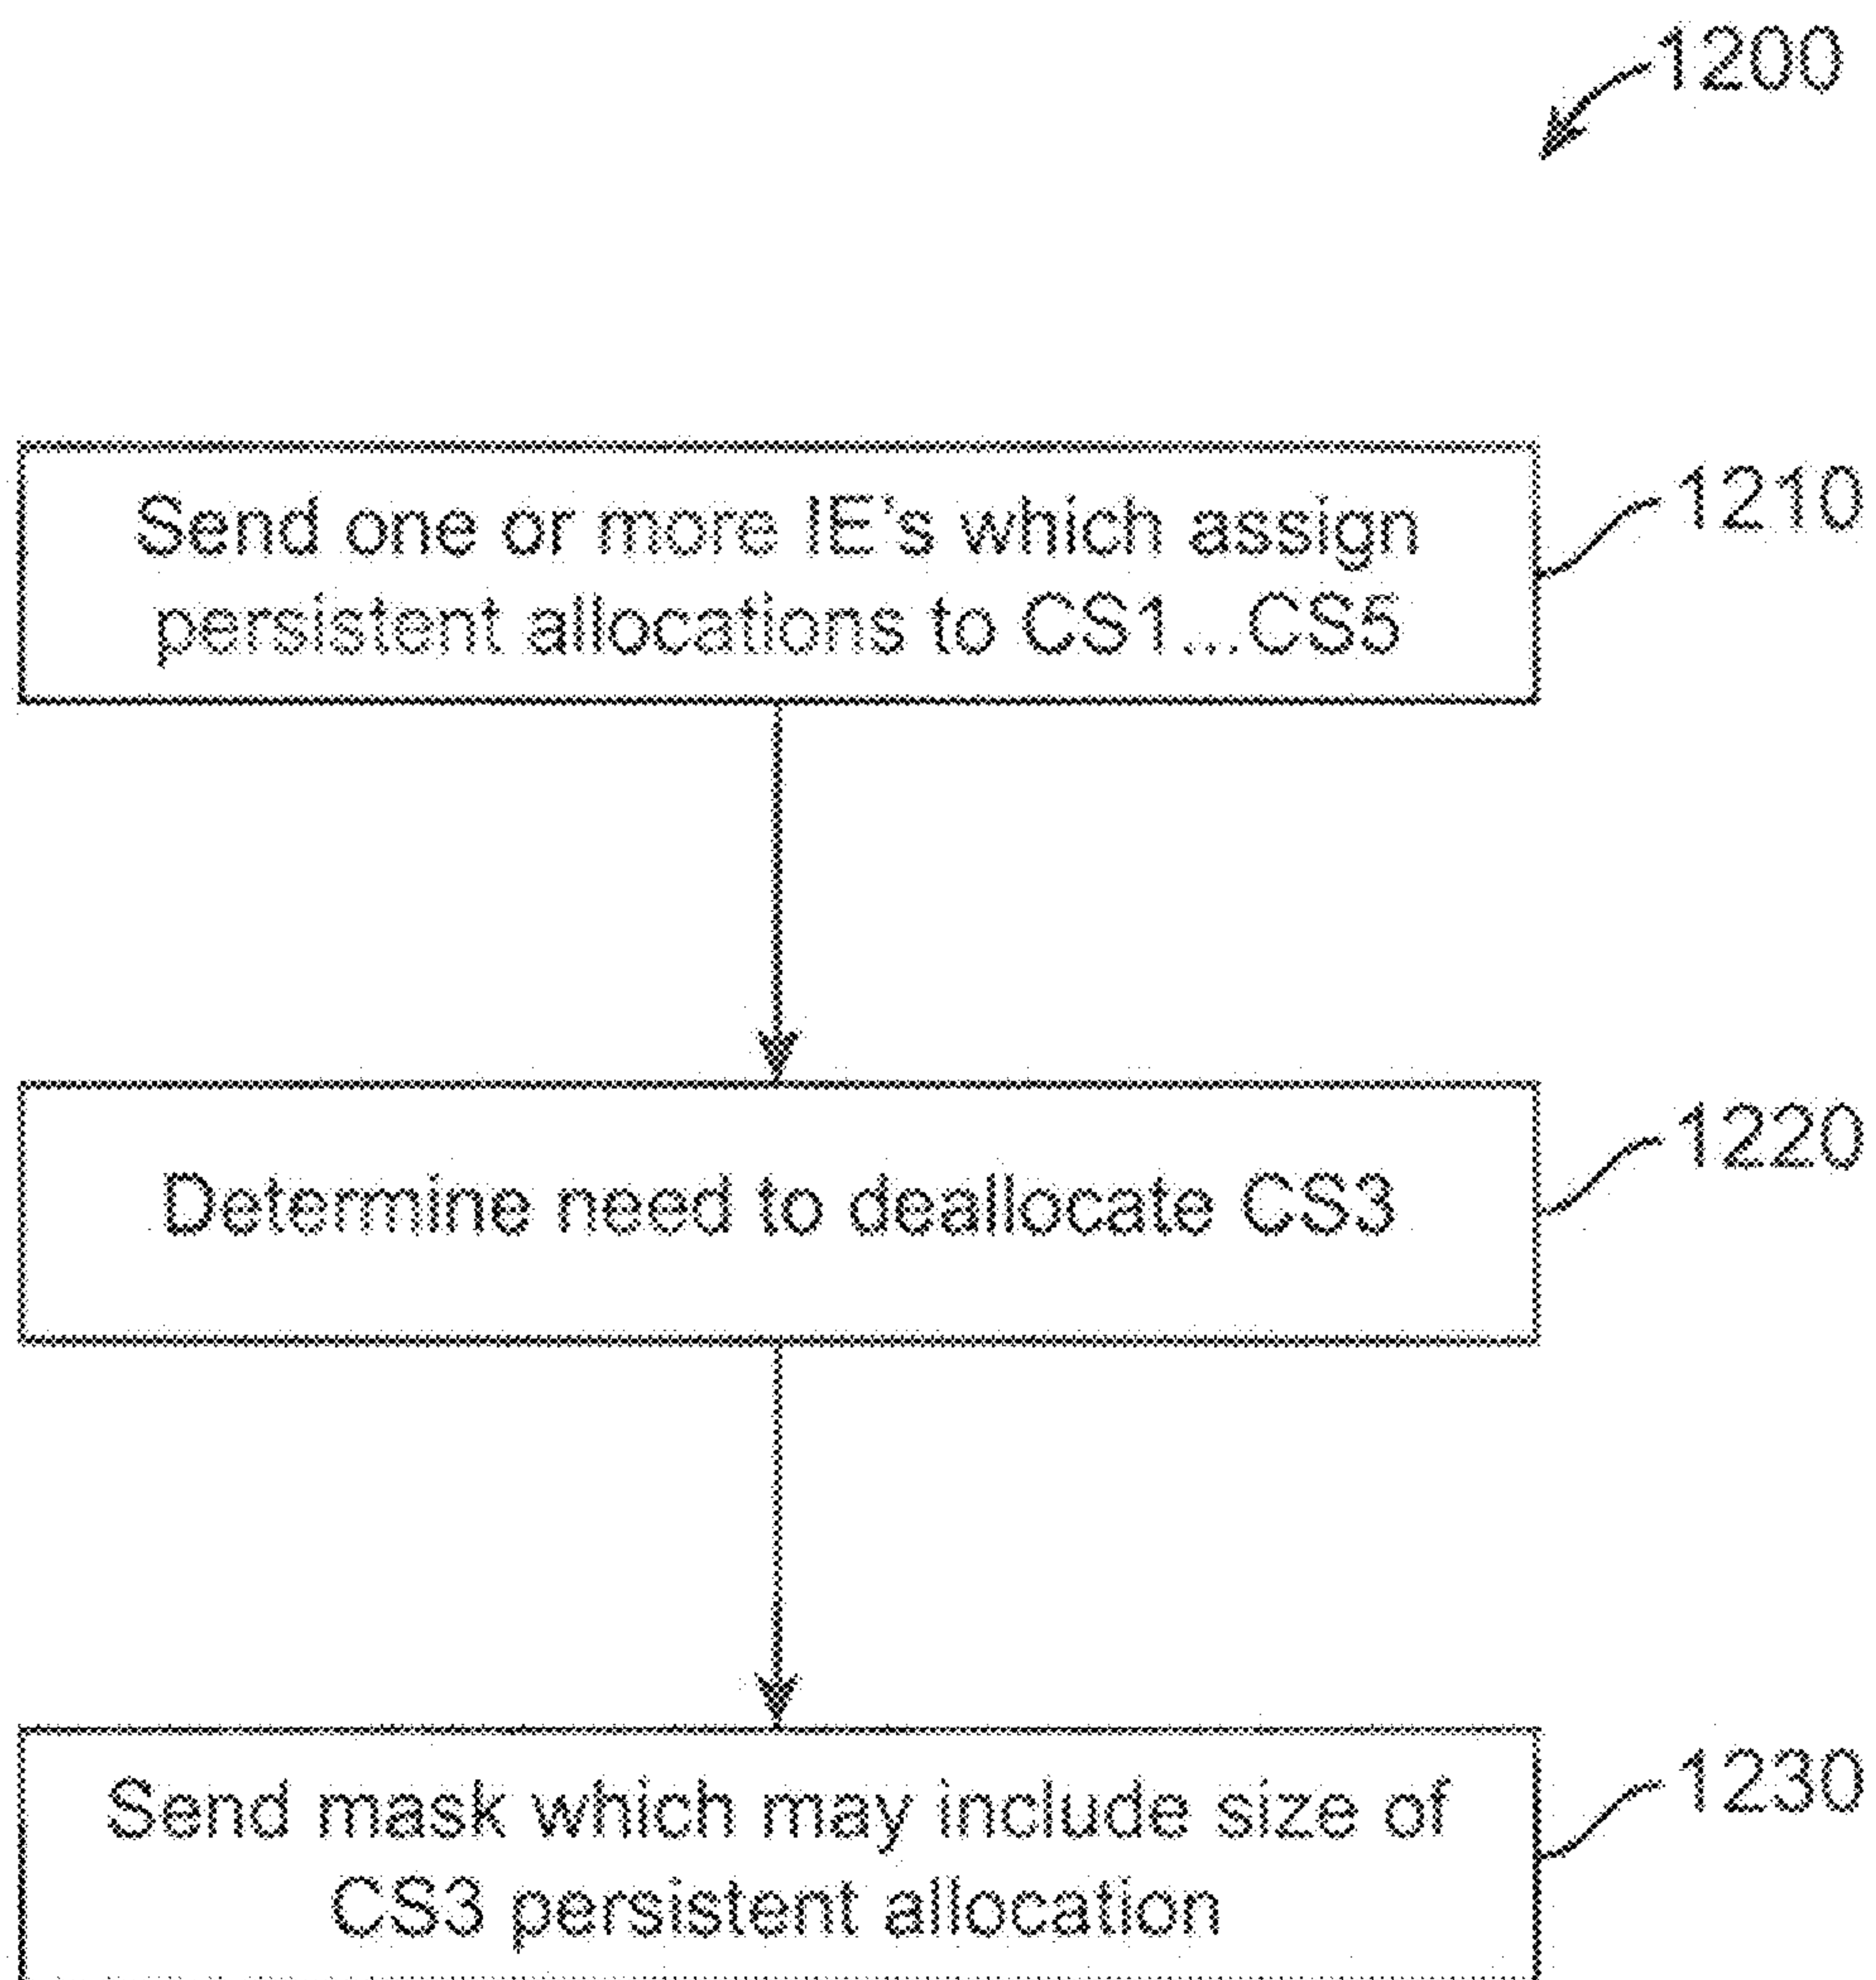 1200
Send one or more IE's which assign
1210
persistent allocations to CS1...CS5
Determine need to deallocate CS3
1220
Send mask which may include size of
1230
CS3 persistent allocation